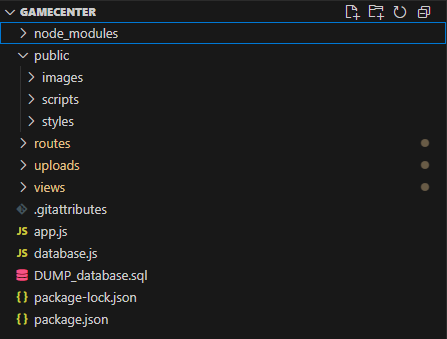 GAMECENTER
node_modules
public
images
scripts
styles
routes
uploads
views
.gitattributes
JS app.js
JS database.js
DUMP_database.sql
{} package-lock.json
{} package.json